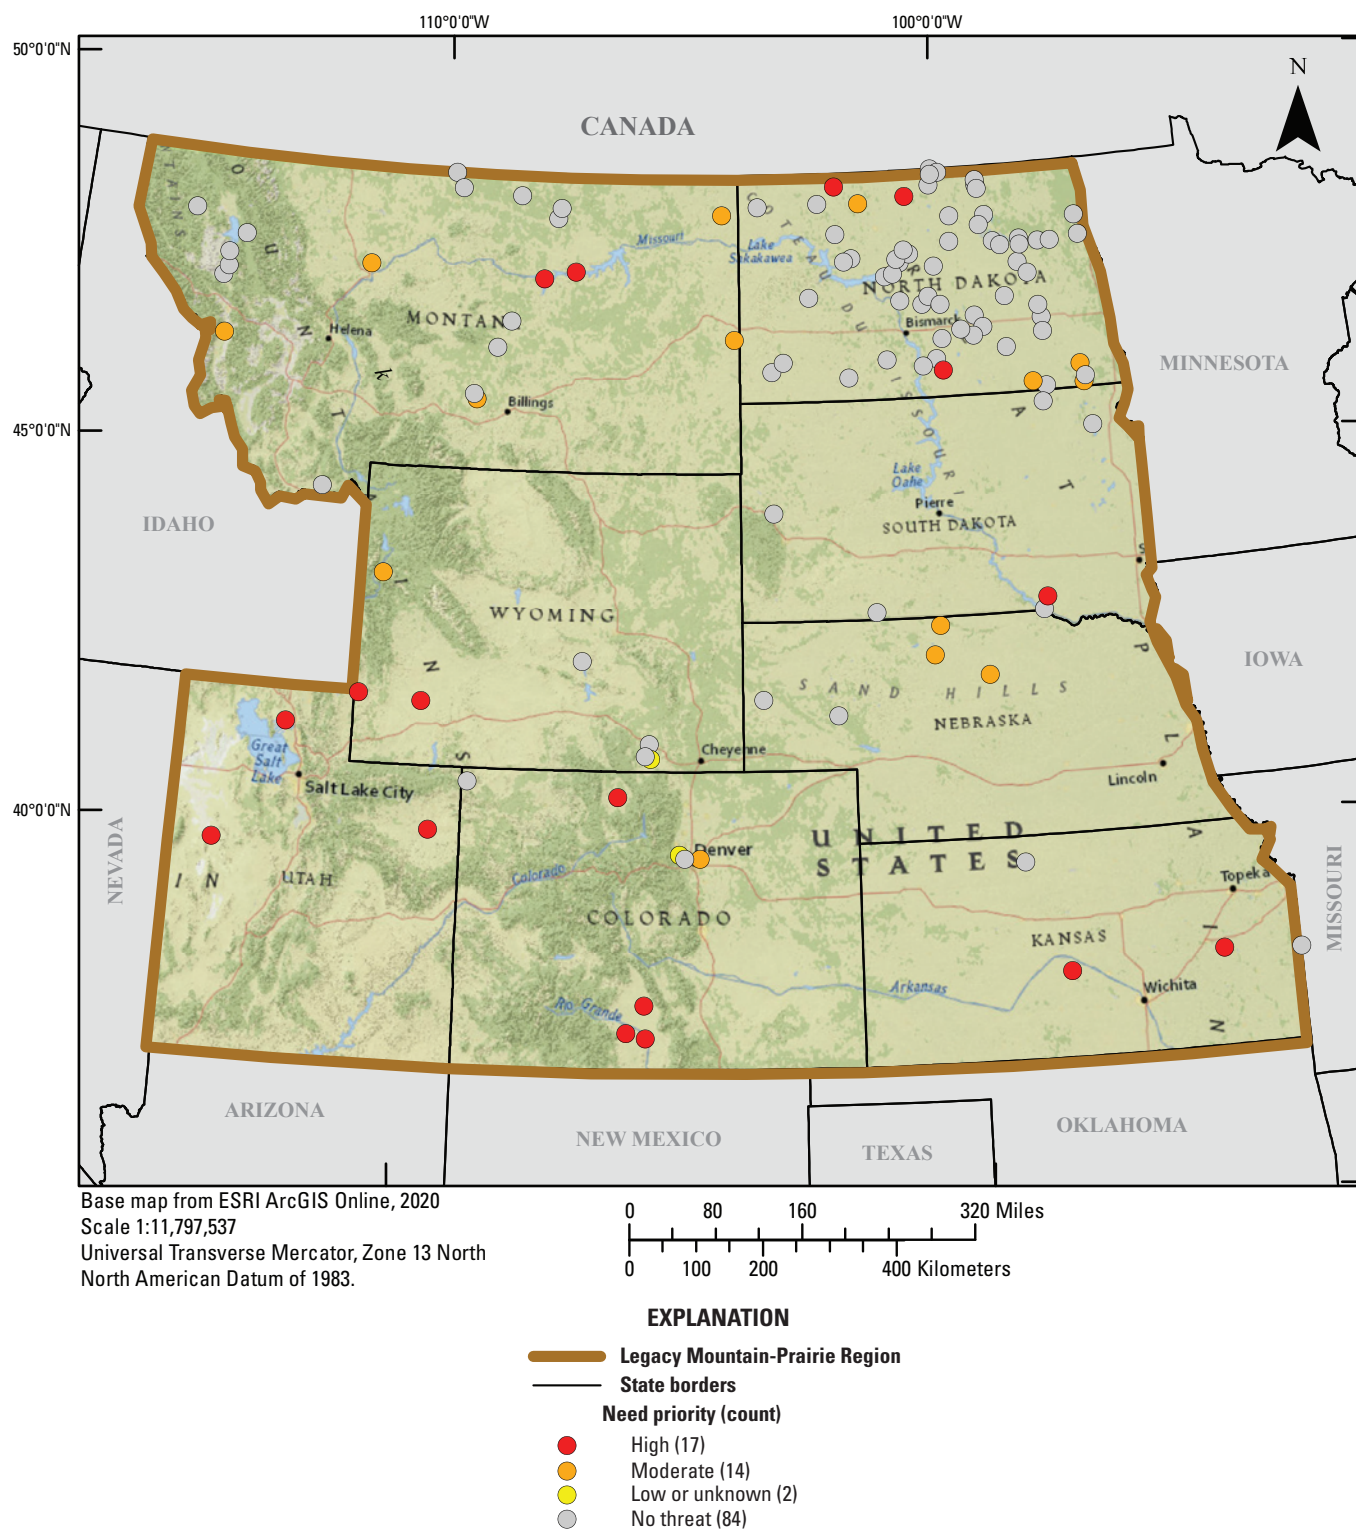 110°0'0"W
100°0'0"W
50°0'0"N
N
CANADA
TAINS
O
U
N
T
COTEAU DU
Missouri
Lake
Sakakawea
NORTH DAKOTA
MONTAN
Helena
Bismarck
MINNESOTA
k
Billings
ISSOURI
A
45°0'0"N
T
Lake
Oahe
Pierre
IDAHO
SOUTH DAKOTA
S
A
I
WYOMING
N
P
IOWA
SAND HILLS
NEBRASKA
Great
Salt
Lake
S
Cheyenne
L
Lincoln
Salt Lake City
40°0'0"N
UNITED
STATES
A
NEVADA
Denver
Colorado
Topeka
I N
UTAH
MISSOURI
COLORADO
KANSAS
I
Rio Grande
Arkansas
Wichita
N
ARIZONA
NEW MEXICO
TEXAS
OKLAHOMA
Base map from ESRI ArcGIS Online, 2020
Scale 1:11,797,537
Universal Transverse Mercator, Zone 13 North
North American Datum of 1983.
0 80 160 320 Miles
0 100 200 400 Kilometers
EXPLANATION
Legacy Mountain-Prairie Region
State borders
Need priority (count)
High (17)
Moderate (14)
Low or unknown (2)
No threat (84)